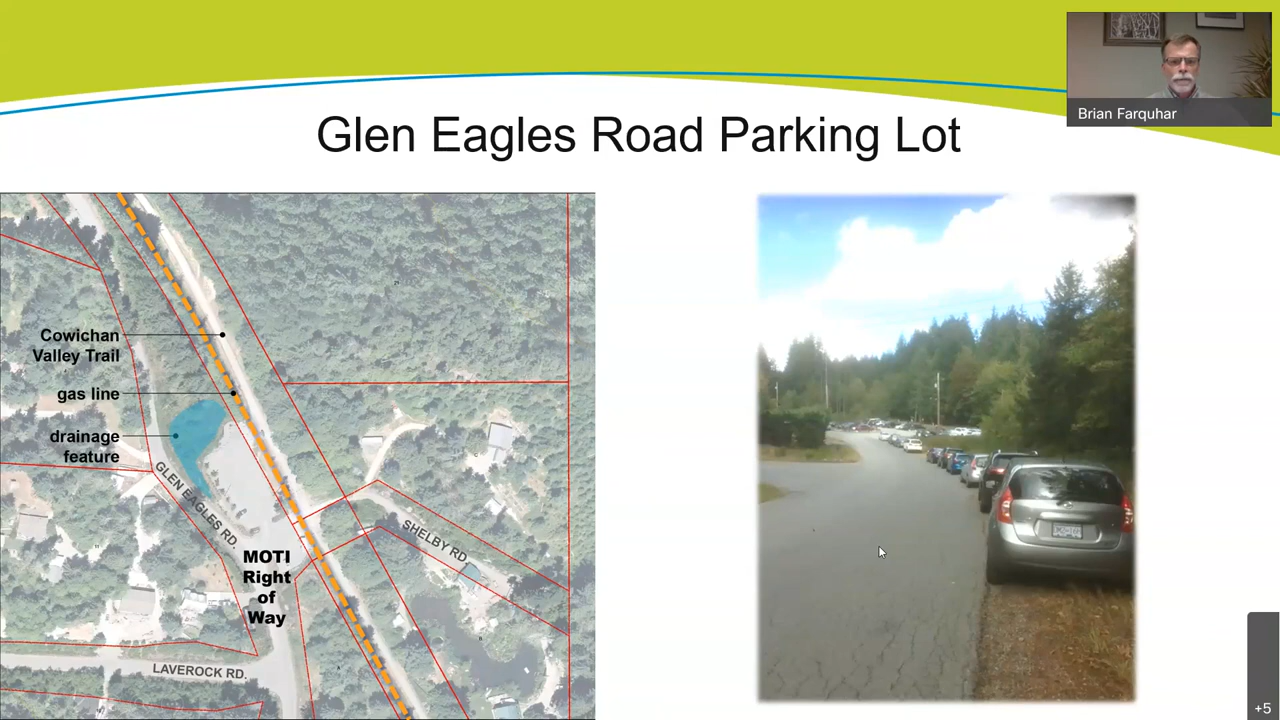 Brian Farquhar
Glen Eagles Road Parking Lot
Cowichan
Valley Trail
gas line
drainage
feature
GLEN EAGLES RD.
SHELBY RD.
MOTI
Right
of
Way
LAVEROCK RD.
+5